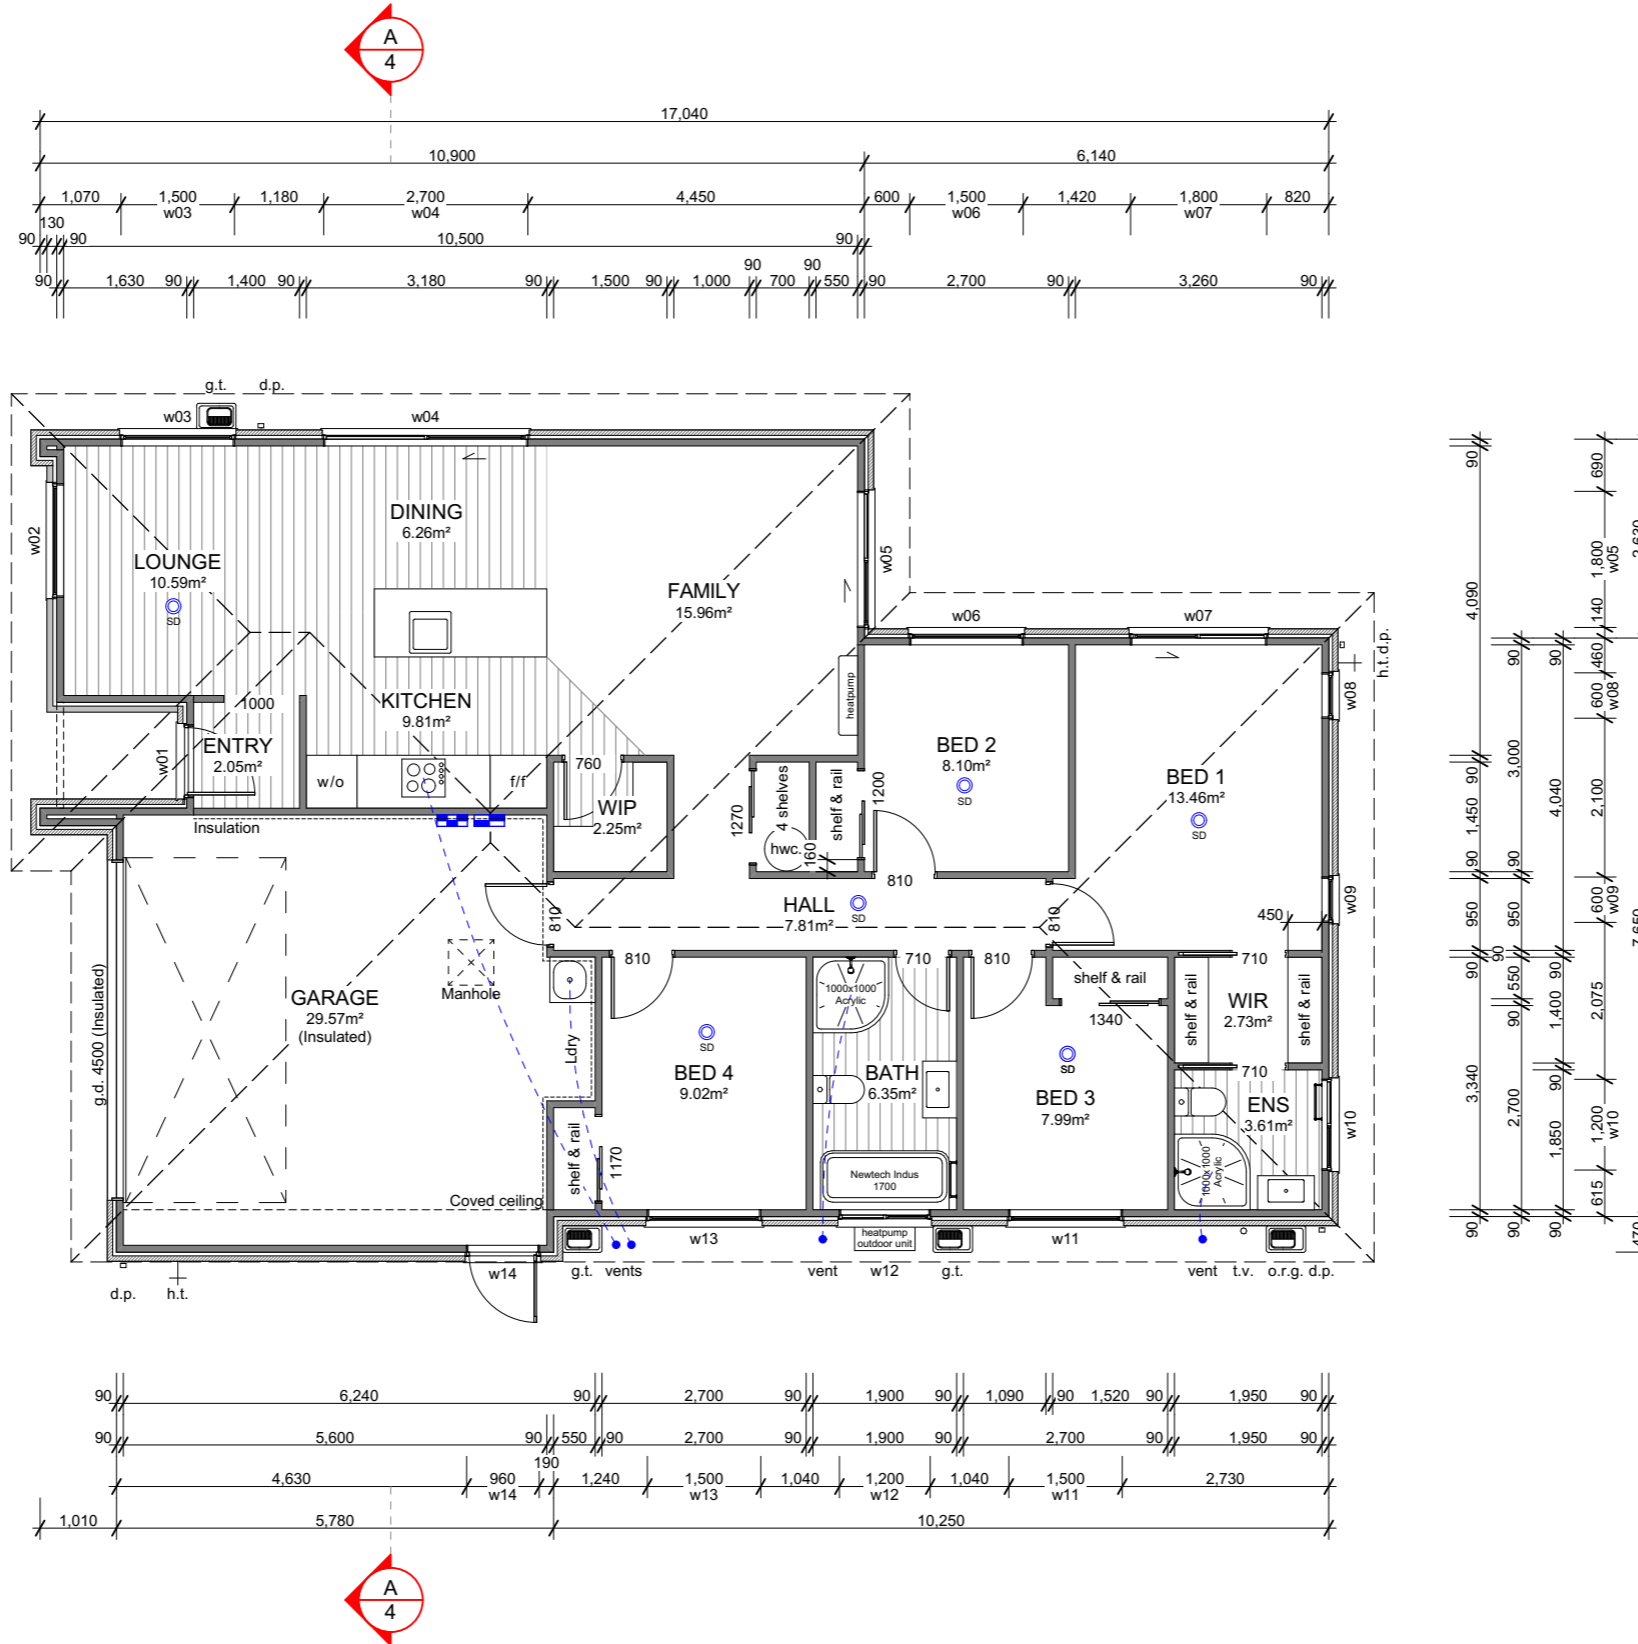 A
4
17,040
10,900 6,140
1,070 1,500 1,180 2,700 4,450 600 1,500 1,420 1,800 820
w03 w04 w06 w07
130
90 90 10,500 90
90 90
90 1,630 90 1,400 90 3,180 90 1,500 90 1,000 700 550 90 2,700 90 3,260 90
g.t. d.p.
w03 w04
w02
DINING
6.26m²
LOUNGE
10.59m²
SD
FAMILY
15.96m²
w05
w06 w07
h.t. d.p.
w08
heatpump
KITCHEN
9.81m²
1000
ENTRY
2.05m²
w01
w/o
f/f
760
WIP
2.25m²
1270
4 shelves
hwc.
160
shelf & rail
1200
BED 2
8.10m²
SD
BED 1
13.46m²
SD
w09
Insulation
810
HALL
7.81m²
SD
810
810
450
g.d. 4500 (Insulated)
Manhole
GARAGE
29.57m²
(Insulated)
Ldry
810
710
810
710
1000x1000
Acrylic
shelf & rail
1340
shelf & rail
WIR
2.73m²
shelf & rail
SD
BED 4
9.02m²
BATH
6.35m²
SD
BED 3
7.99m²
710
ENS
3.61m²
w10
shelf & rail
1170
Newtech Indus
1700
1000x1000
Acrylic
Coved ceiling
w13
heatpump
outdoor unit
w11
w14
g.t. vents vent w12 g.t. vent t.v. o.r.g. d.p.
d.p. h.t.
90 4,090 90 1,450 90 950 90 3,340 90
90 3,000 90 950 90 550 90 2,700 90
90 4,040 90 1,400 90 1,850 90
690 1,800 140 460 600 2,100 600 2,075 1,200 615
w05 w08 w09 w10
90 6,240 90 2,700 90 1,900 90 1,090 90 1,520 90 1,950 90
90 5,600 90 550 90 2,700 90 1,900 90 2,700 90 1,950 90
190
4,630 960 1,240 1,500 1,040 1,200 1,040 1,500 2,730
w14 w13 w12 w11
1,010 5,780 10,250
A
4